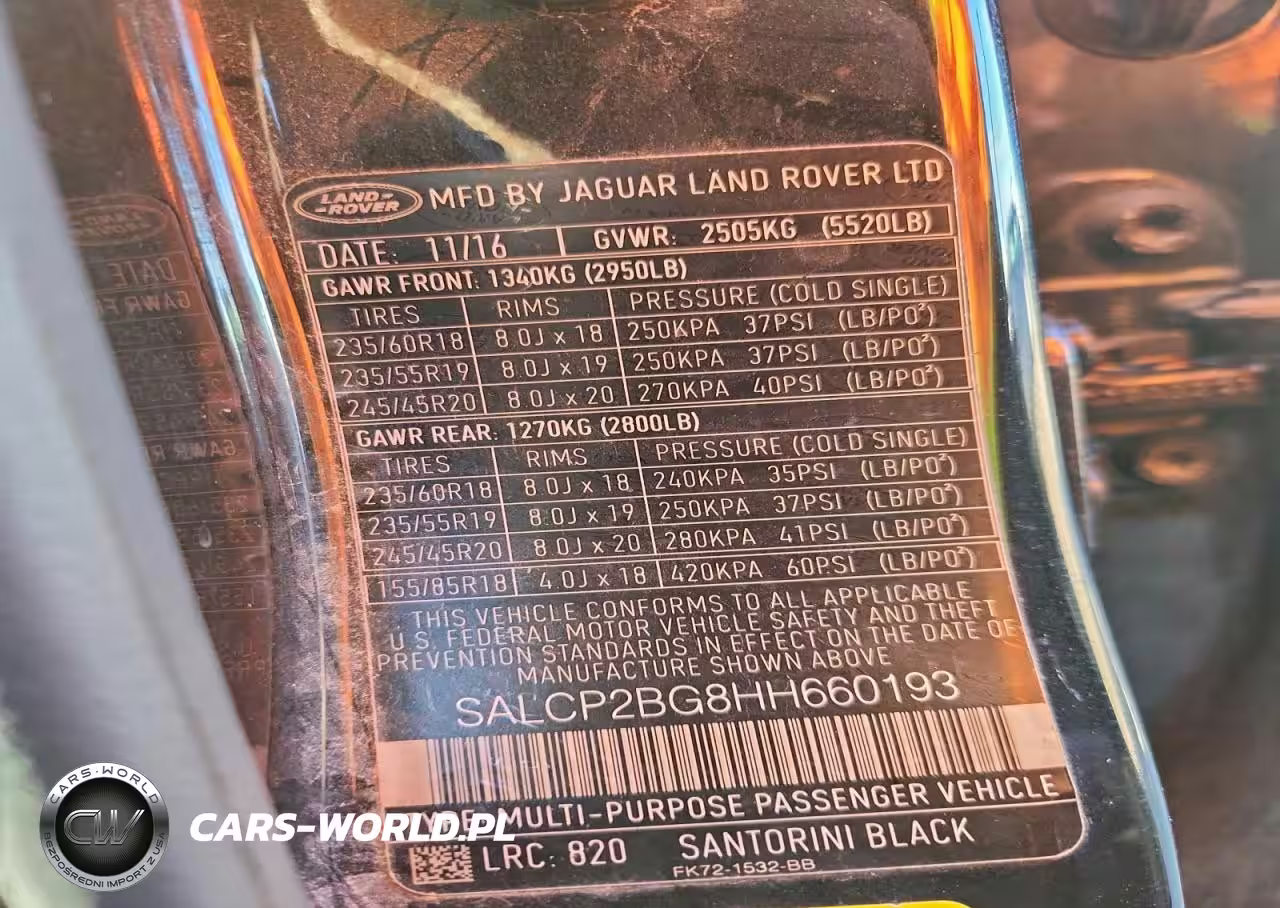 LAND ROVER MFD BY JAGUAR LAND ROVER LTD
DATE: 11/16 GVWR: 2505KG (5520LB)
GAWR FRONT: 1340KG (2950LB)
TIRES RIMS PRESSURE (COLD SINGLE)
235/60R18 8.0J x 18 250KPA 37PSI (LB/PO²)
235/55R19 8.0J x 19 250KPA 37PSI (LB/PO²)
245/45R20 8.0J x 20 270KPA 40PSI (LB/PO²)
GAWR REAR: 1270KG (2800LB)
TIRES RIMS PRESSURE (COLD SINGLE)
235/60R18 8.0J x 18 240KPA 35PSI (LB/PO²)
235/55R19 8.0J x 19 250KPA 37PSI (LB/PO²)
245/45R20 8.0J x 20 280KPA 41PSI (LB/PO²)
155/85R18 4.0J x 18 420KPA 60PSI (LB/PO²)
THIS VEHICLE CONFORMS TO ALL APPLICABLE
U.S. FEDERAL MOTOR VEHICLE SAFETY AND THEFT
PREVENTION STANDARDS IN EFFECT ON THE DATE OF
MANUFACTURE SHOWN ABOVE
SALCP2BG8HH660193
TYPE: MULTI-PURPOSE PASSENGER VEHICLE
LRC: 820 SANTORINI BLACK
FK72-1532-BB
CARS-WORLD
CW
BEZPOŚREDNI IMPORT Z USA
CARS-WORLD.PL